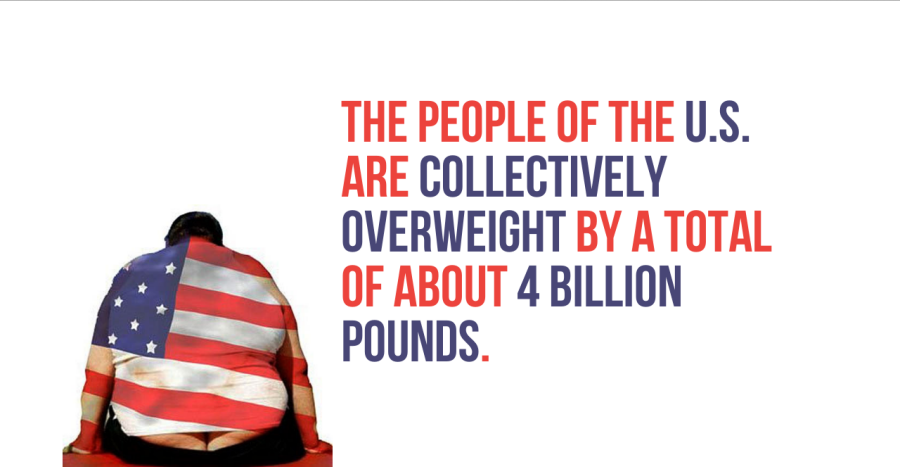 THE PEOPLE OF THE U.S.
ARE COLLECTIVELY
OVERWEIGHT BY A TOTAL
OF ABOUT 4 BILLION
POUNDS.